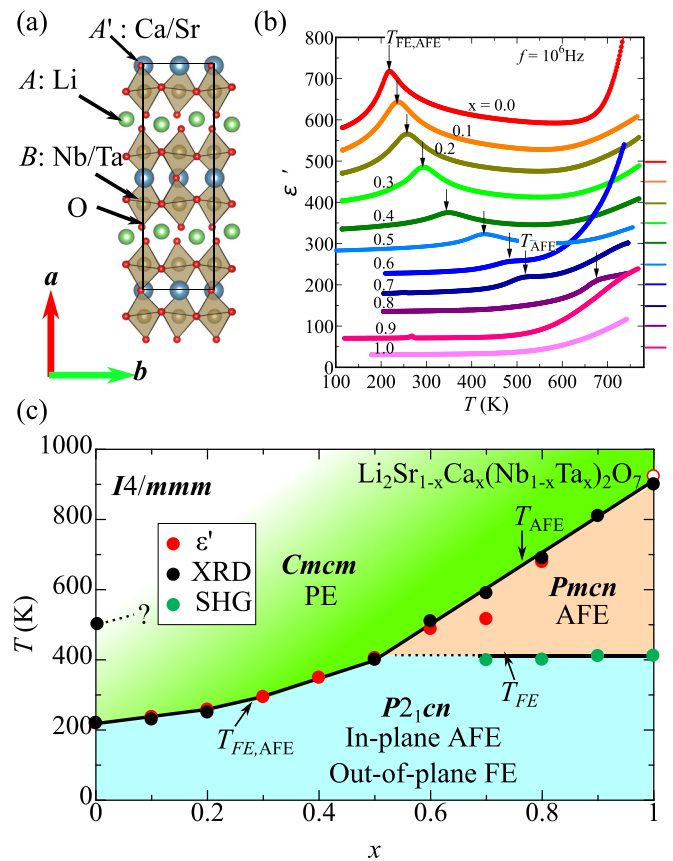 (a)
A': Ca/Sr
A: Li
B: Nb/Ta
O
a
b
(b)
800
700
600
500
400
300
200
100
0
ε'
T_FE,AFE
f = 10⁶Hz
x = 0.0
0.1
0.2
0.3
0.4
0.5
T_AFE
0.6
0.7
0.8
0.9
1.0
100 200 300 400 500 600 700
T (K)
(c)
1000
800
600
400
200
0
T (K)
I4/mmm
Li₂Sr₁₋ₓCaₓ(Nb₁₋ₓTaₓ)₂O₇
ε'
XRD
SHG
?
Cmcm
PE
T_AFE
Pmcn
AFE
T_FE
T_FE,AFE
P2₁cn
In-plane AFE
Out-of-plane FE
0 0.2 0.4 0.6 0.8 1
x